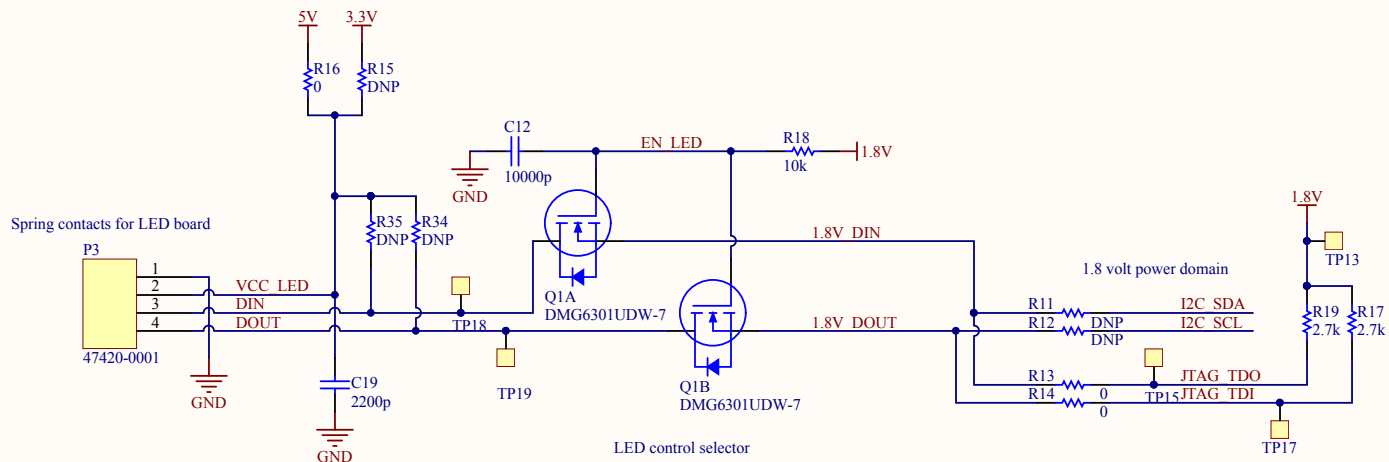 5V
3.3V
R16
0
R15
DNP
C12
10000p
GND
EN_LED
R18
10k
1.8V
Spring contacts for LED board
P3
1
2
3
4
47420-0001
VCC_LED
DIN
DOUT
GND
R35
DNP
R34
DNP
TP18
TP19
C19
2200p
GND
Q1A
DMG6301UDW-7
Q1B
DMG6301UDW-7
1.8V_DIN
1.8V_DOUT
LED control selector
1.8 volt power domain
R11
DNP
I2C_SDA
R12
DNP
I2C_SCL
R13
0
JTAG_TDO
R14
0
JTAG_TDI
TP15
TP17
1.8V
TP13
R19
2.7k
R17
2.7k